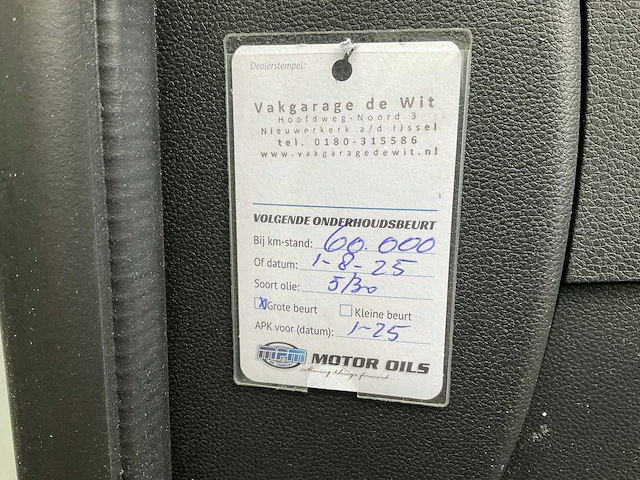 Dealerstempel:
Vakgarage de Wit
Hoofdweg-Noord 3
Nieuwerkerk a/d IJssel
tel. 0180-315586
www.vakgaragedewit.nl
VOLGENDE ONDERHOUDSBEURT
Bij km-stand: 60.000
Of datum: 1-8-25
Soort olie: 5/30
X Grote beurt Kleine beurt
APK voor (datum): 1-25
MPM MOTOR OILS